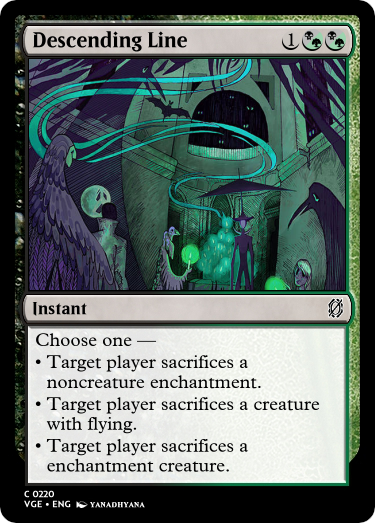 Descending Line 1
Instant
Choose one —
• Target player sacrifices a
noncreature enchantment.
• Target player sacrifices a creature
with flying.
• Target player sacrifices a
enchantment creature.
C 0220
VGE • ENG YANADHYANA